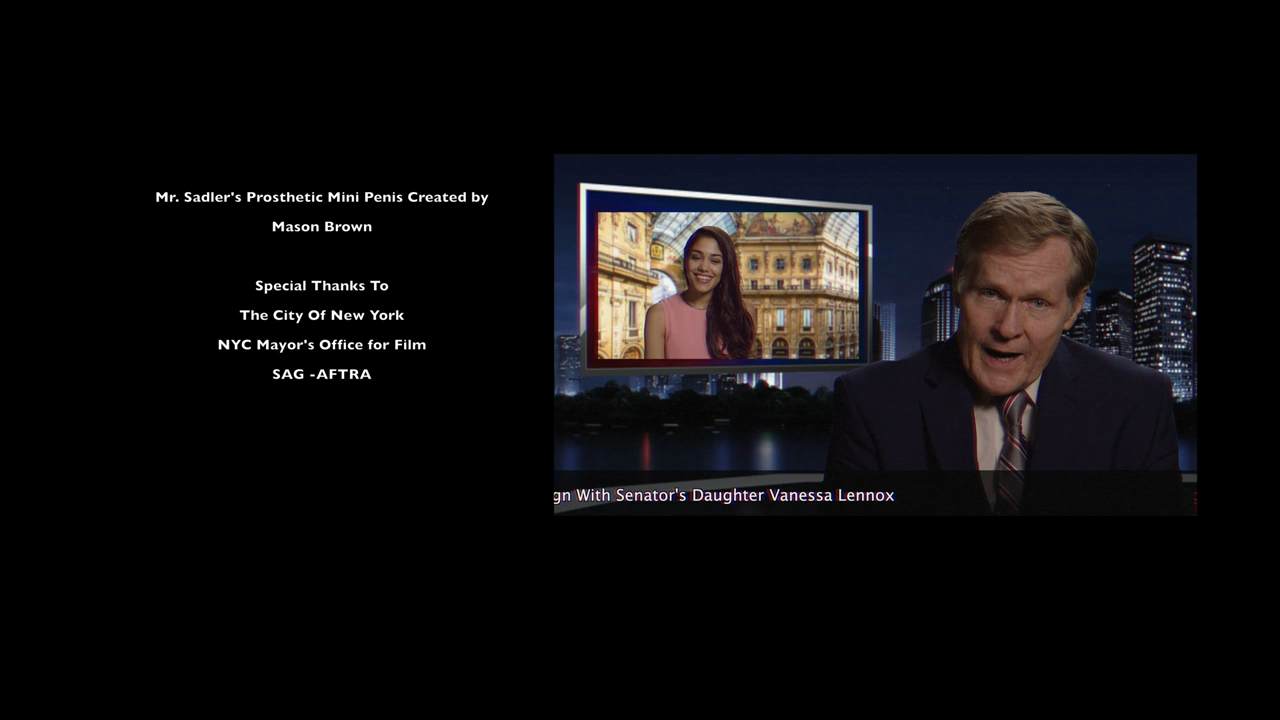 Mr. Sadler's Prosthetic Mini Penis Created by
Mason Brown
Special Thanks To
The City Of New York
NYC Mayor's Office for Film
SAG -AFTRA
gn With Senator's Daughter Vanessa Lennox